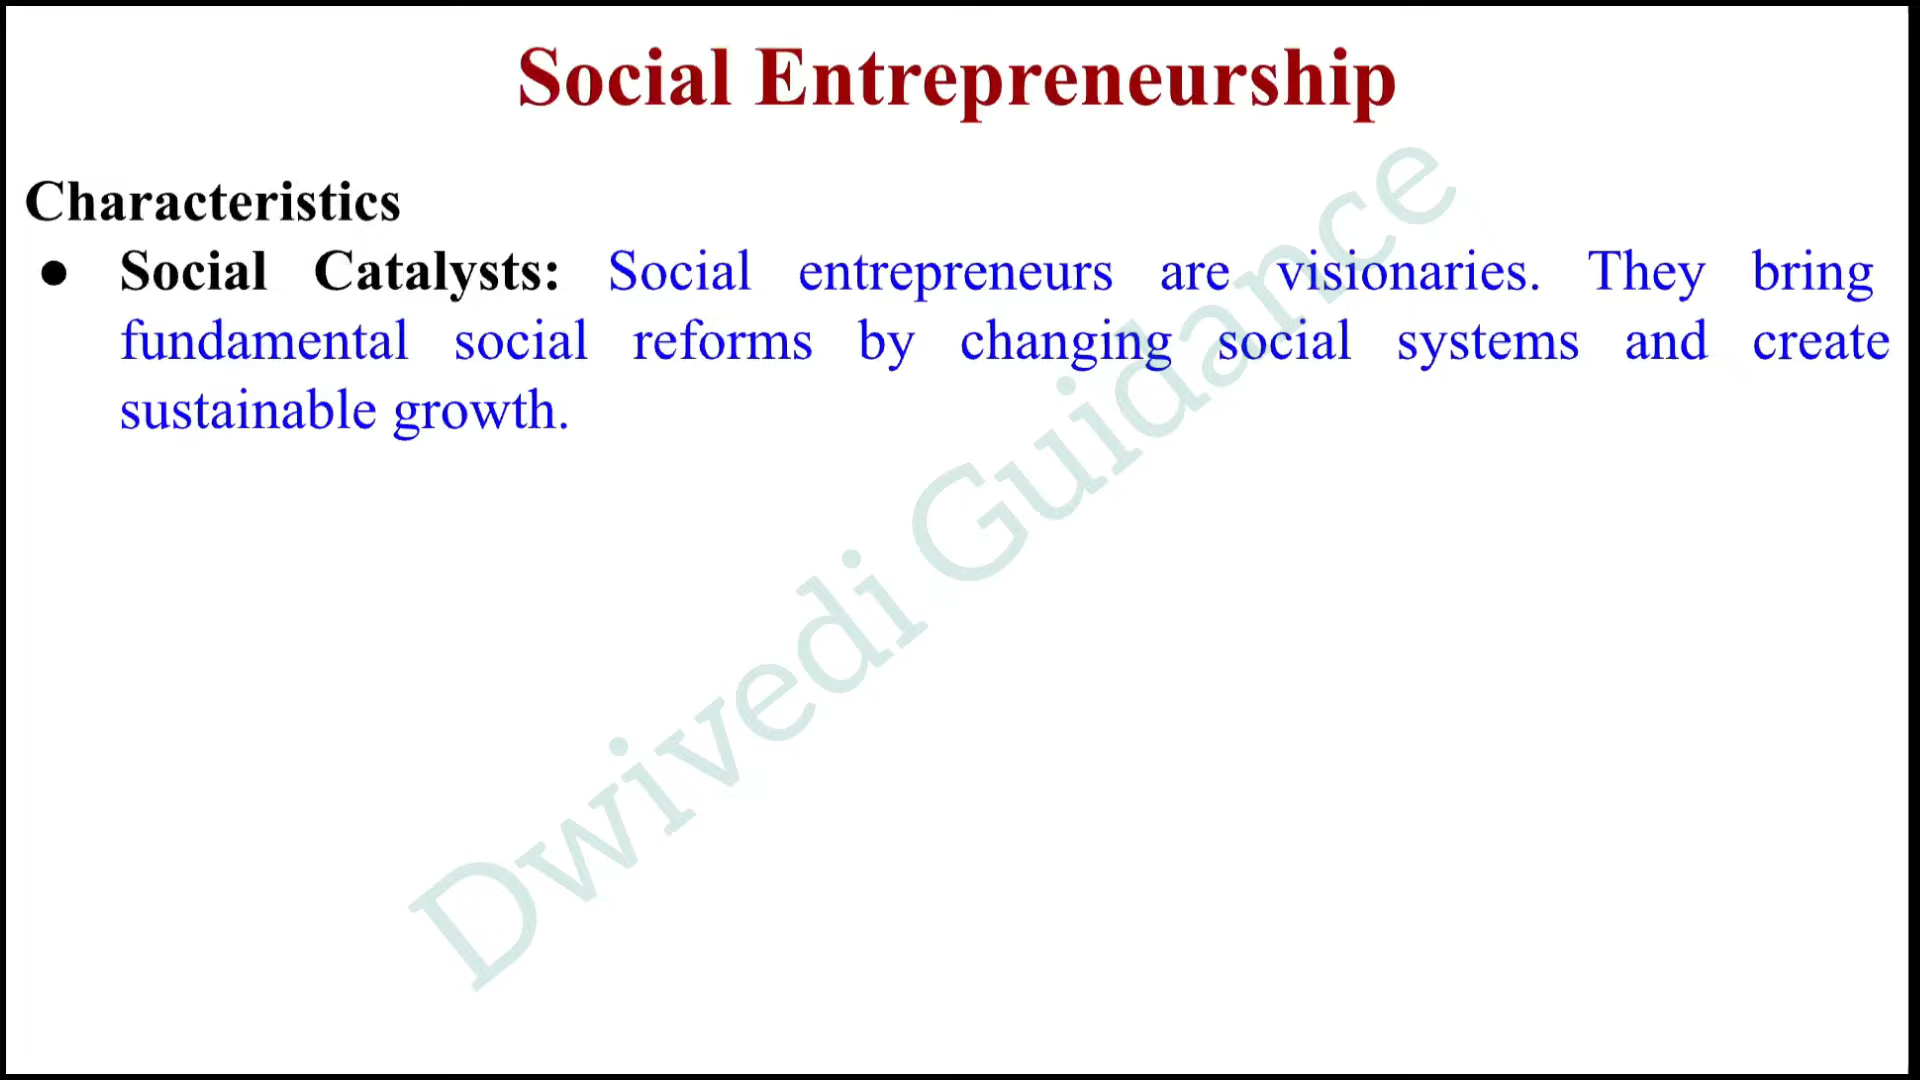 Social Entrepreneurship
Characteristics
● Social Catalysts: Social entrepreneurs are visionaries. They bring
fundamental social reforms by changing social systems and create
sustainable growth.
Dwivedi Guidance